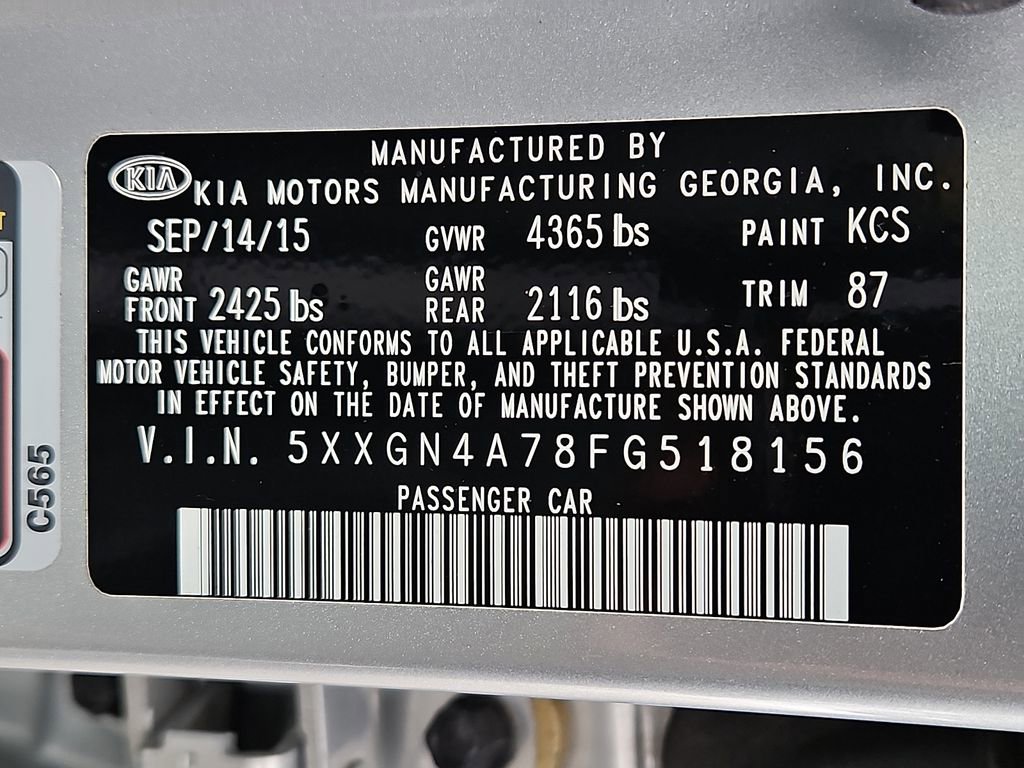 MANUFACTURED BY
KIA KIA MOTORS MANUFACTURING GEORGIA, INC.
SEP/14/15 GVWR 4365 lbs PAINT KCS
GAWR FRONT 2425 lbs GAWR REAR 2116 lbs TRIM 87
THIS VEHICLE CONFORMS TO ALL APPLICABLE U.S.A. FEDERAL
MOTOR VEHICLE SAFETY, BUMPER, AND THEFT PREVENTION STANDARDS
IN EFFECT ON THE DATE OF MANUFACTURE SHOWN ABOVE.
V.I.N. 5XXGN4A78FG518156
PASSENGER CAR
C565